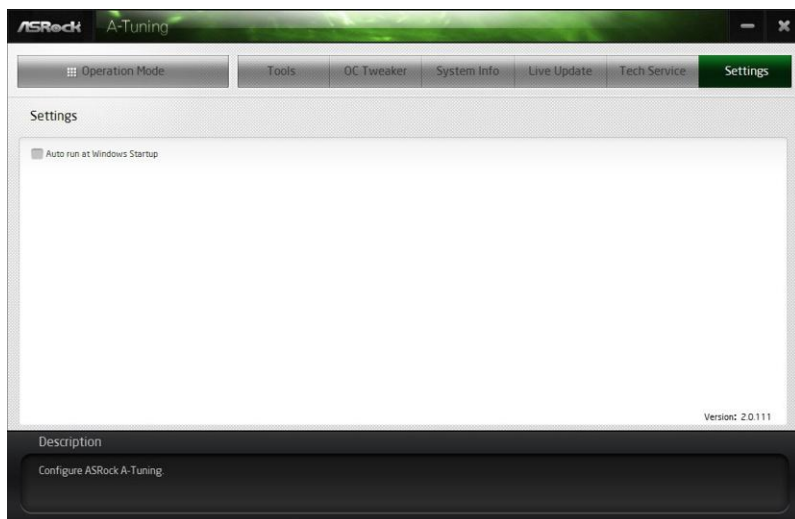 ASRock A-Tuning
Operation Mode Tools OC Tweaker System Info Live Update Tech Service Settings
Settings
Auto run at Windows Startup
Version: 2.0.111
Description
Configure ASRock A-Tuning.